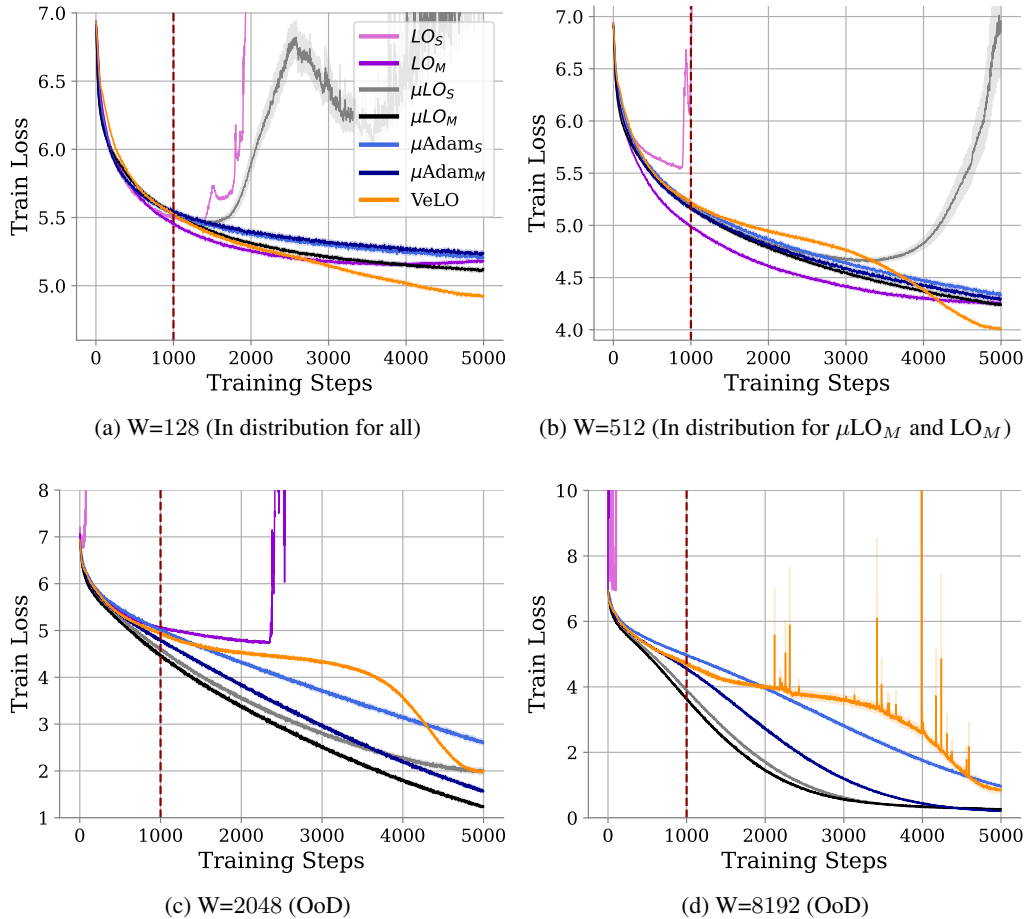 7.0
6.5
6.0
5.5
5.0
Train Loss
0 1000 2000 3000 4000 5000
Training Steps
LO_S
LO_M
μLO_S
μLO_M
μAdam_S
μAdam_M
VeLO
(a) W=128 (In distribution for all)
7.0
6.5
6.0
5.5
5.0
4.5
4.0
Train Loss
0 1000 2000 3000 4000 5000
Training Steps
(b) W=512 (In distribution for μLO_M and LO_M)
8
7
6
5
4
3
2
1
Train Loss
0 1000 2000 3000 4000 5000
Training Steps
(c) W=2048 (OoD)
10
8
6
4
2
0
Train Loss
0 1000 2000 3000 4000 5000
Training Steps
(d) W=8192 (OoD)